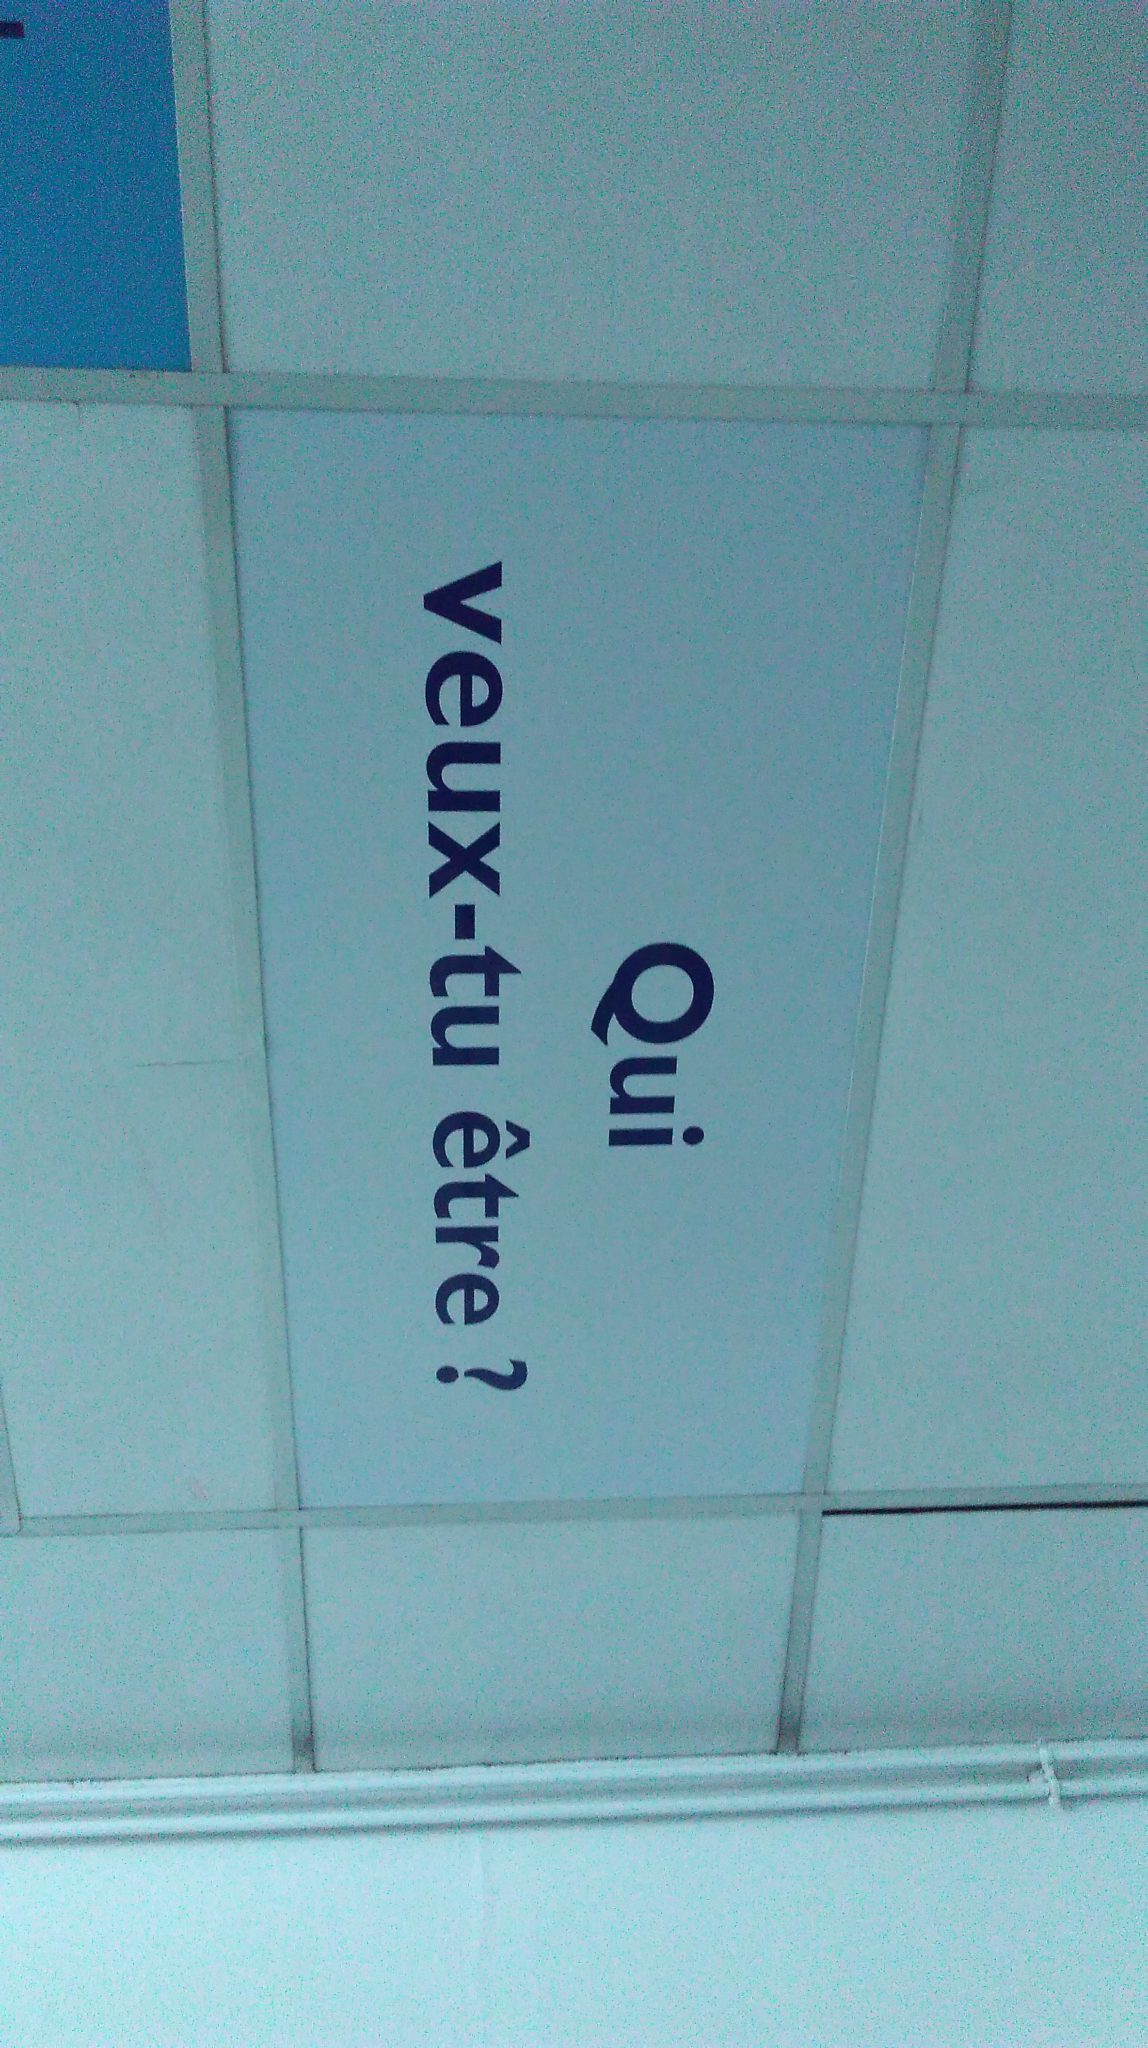 Qui
veux-tu être ?